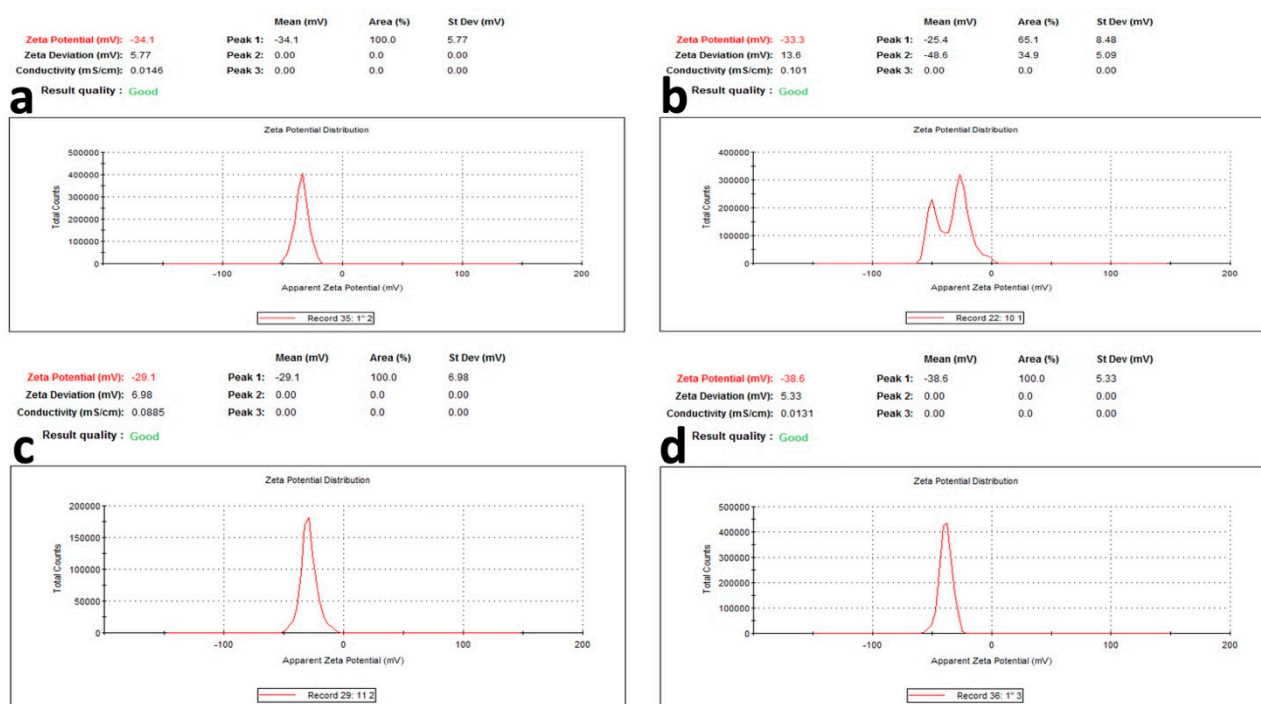 Mean (mV) Area (%) St Dev (mV)
Zeta Potential (mV): -34.1 Peak 1: -34.1 100.0 5.77
Zeta Deviation (mV): 5.77 Peak 2: 0.00 0.0 0.00
Conductivity (mS/cm): 0.0146 Peak 3: 0.00 0.0 0.00
Result quality : Good
a
Zeta Potential Distribution
500000
400000
300000
200000
100000
0
Total Counts
-100 0 100 200
Apparent Zeta Potential (mV)
Record 35: 1" 2
Mean (mV) Area (%) St Dev (mV)
Zeta Potential (mV): -33.3 Peak 1: -25.4 65.1 8.48
Zeta Deviation (mV): 13.6 Peak 2: -48.6 34.9 5.09
Conductivity (mS/cm): 0.101 Peak 3: 0.00 0.0 0.00
Result quality : Good
b
Zeta Potential Distribution
400000
300000
200000
100000
0
Total Counts
-100 0 100 200
Apparent Zeta Potential (mV)
Record 22: 10 1
Mean (mV) Area (%) St Dev (mV)
Zeta Potential (mV): -29.1 Peak 1: -29.1 100.0 6.98
Zeta Deviation (mV): 6.98 Peak 2: 0.00 0.0 0.00
Conductivity (mS/cm): 0.0885 Peak 3: 0.00 0.0 0.00
Result quality : Good
c
Zeta Potential Distribution
200000
150000
100000
50000
0
Total Counts
-100 0 100 200
Apparent Zeta Potential (mV)
Record 29: 11 2
Mean (mV) Area (%) St Dev (mV)
Zeta Potential (mV): -38.6 Peak 1: -38.6 100.0 5.33
Zeta Deviation (mV): 5.33 Peak 2: 0.00 0.0 0.00
Conductivity (mS/cm): 0.0131 Peak 3: 0.00 0.0 0.00
Result quality : Good
d
Zeta Potential Distribution
500000
400000
300000
200000
100000
0
Total Counts
-100 0 100 200
Apparent Zeta Potential (mV)
Record 36: 1" 3